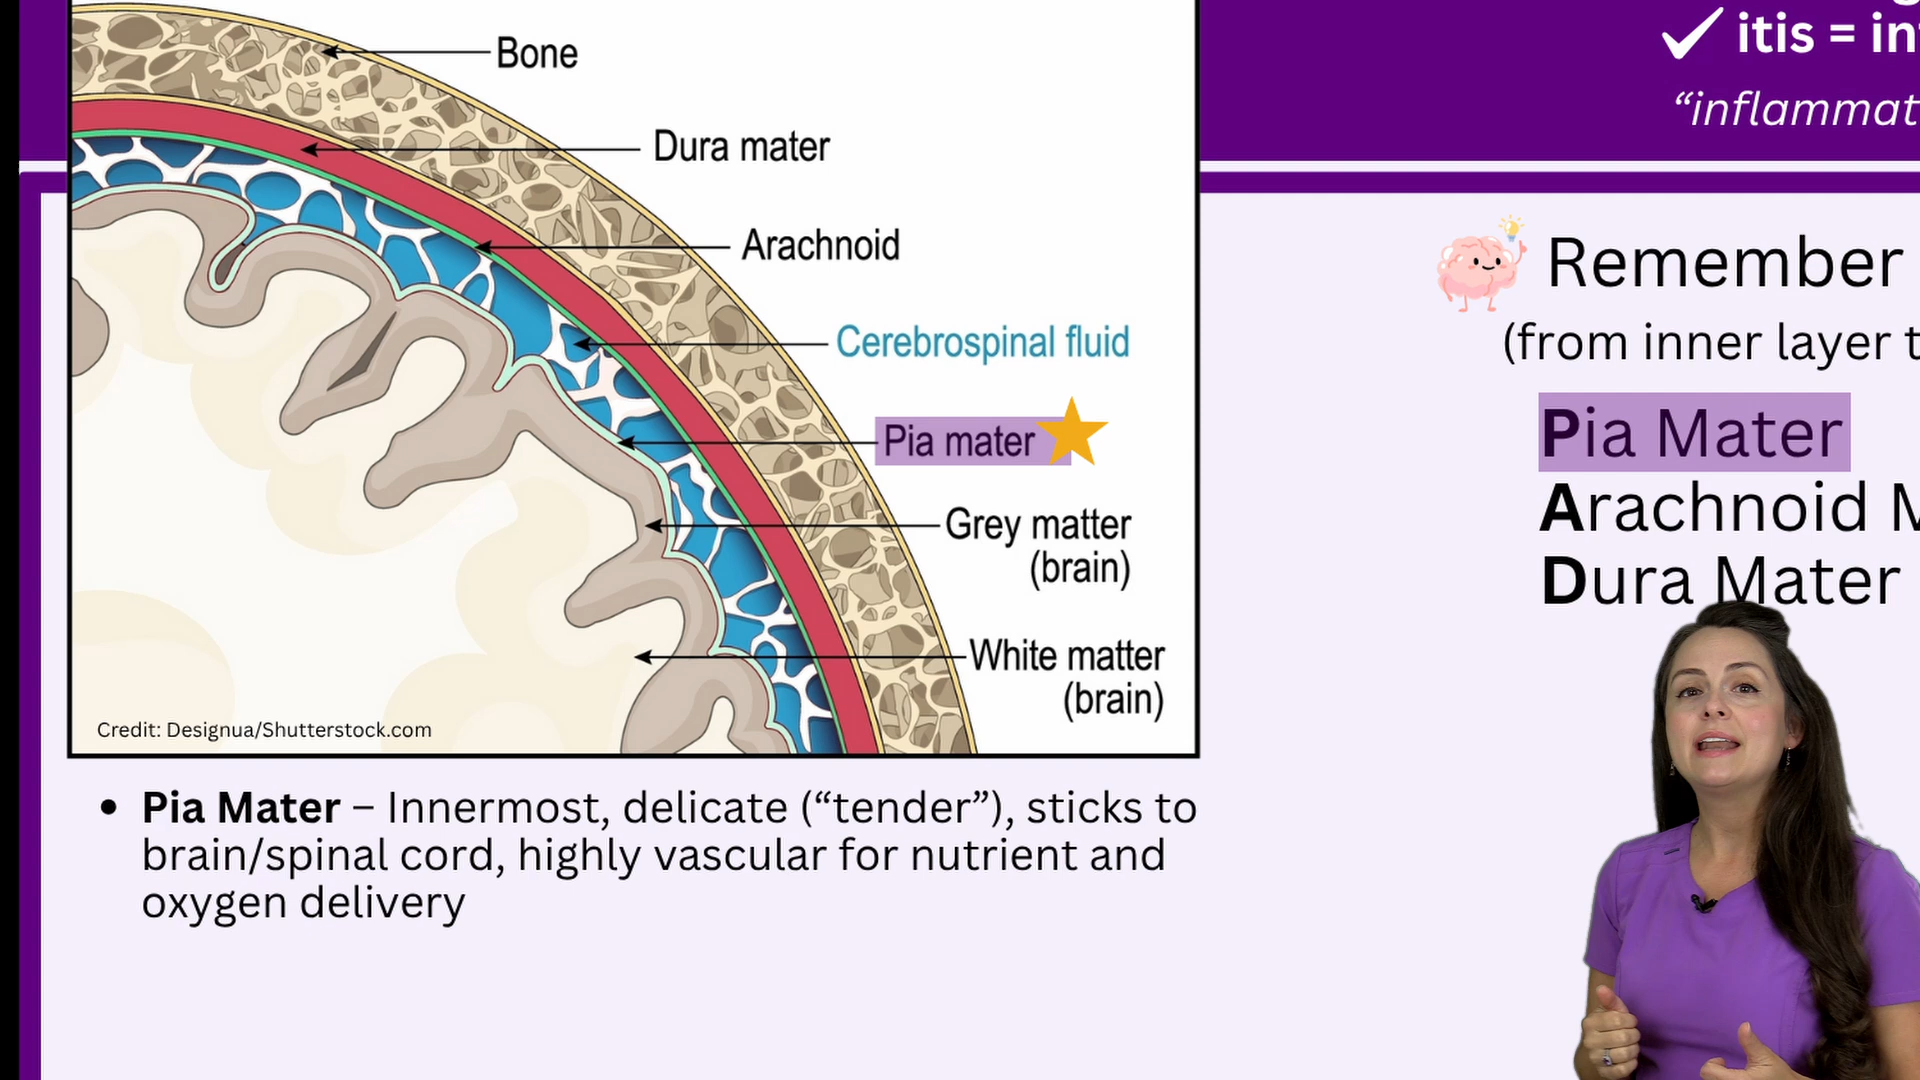 Bone
Dura mater
Arachnoid
Cerebrospinal fluid
Pia mater
Grey matter
(brain)
White matter
(brain)
Credit: Designua/Shutterstock.com
• Pia Mater – Innermost, delicate (“tender”), sticks to
brain/spinal cord, highly vascular for nutrient and
oxygen delivery
✓ itis = in
“inflammat
Remember
(from inner layer t
Pia Mater
Arachnoid M
Dura Mater